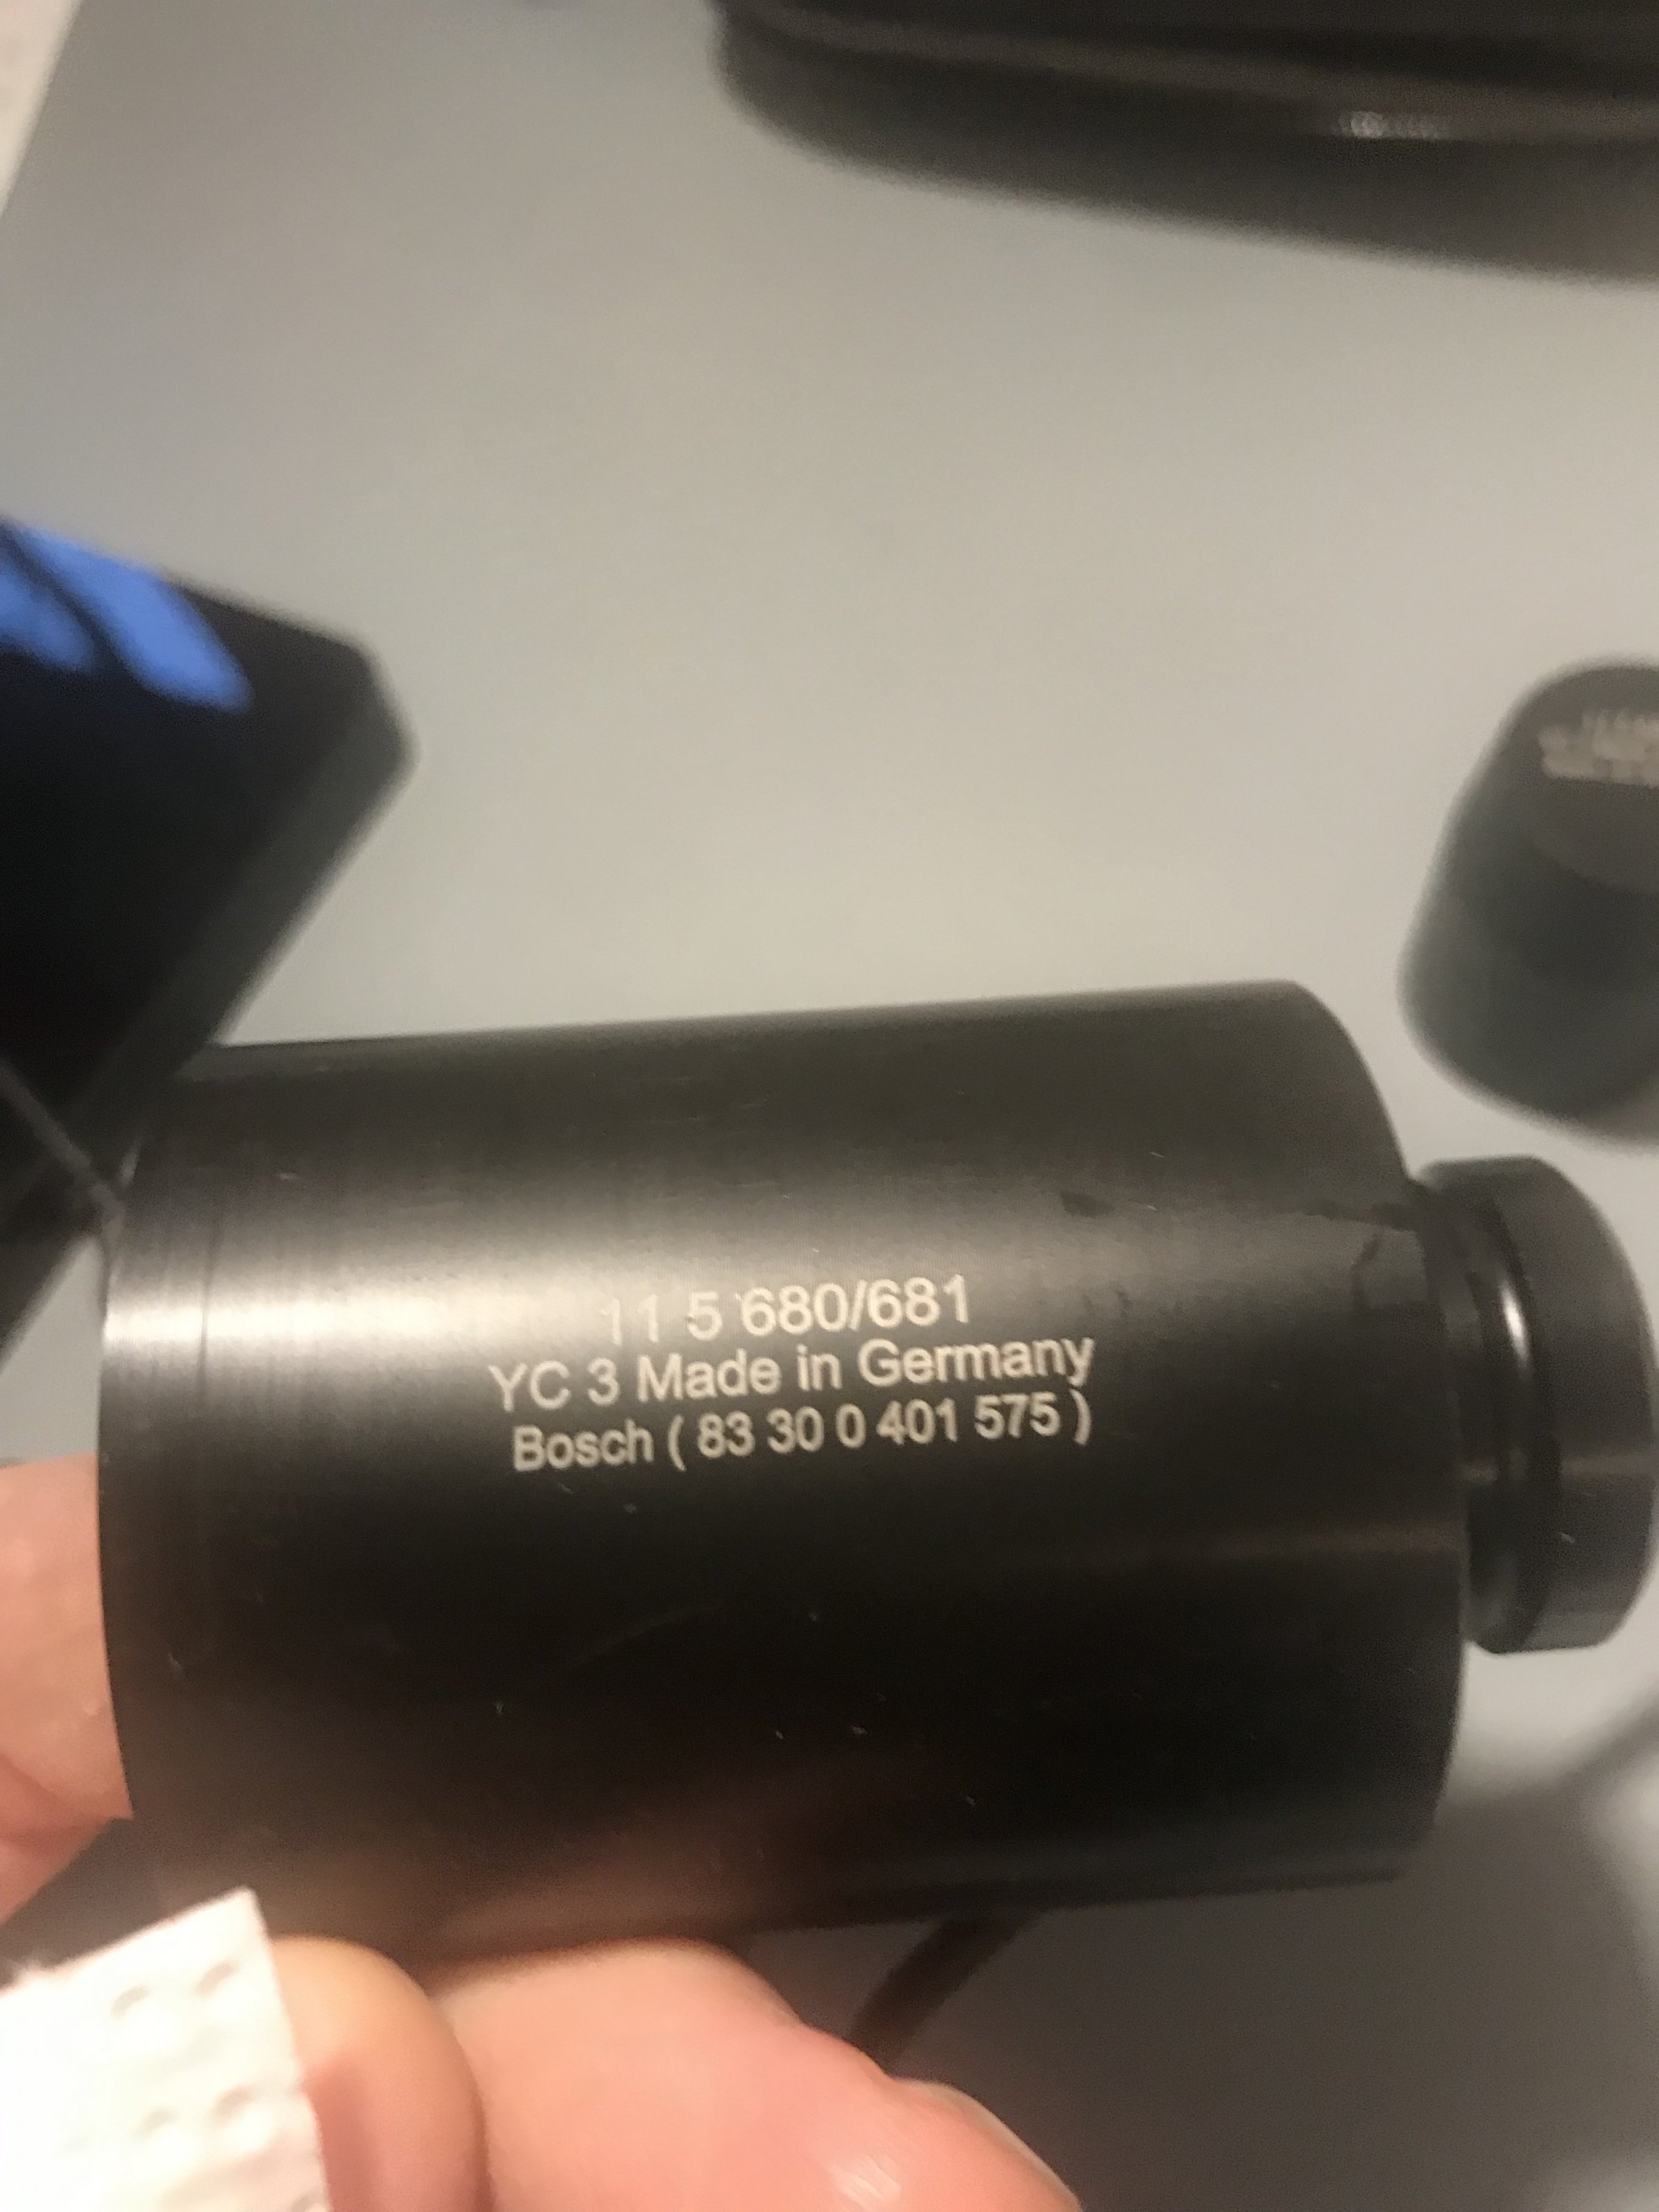 11 5 680/681
YC 3 Made in Germany
Bosch ( 83 30 0 401 575 )